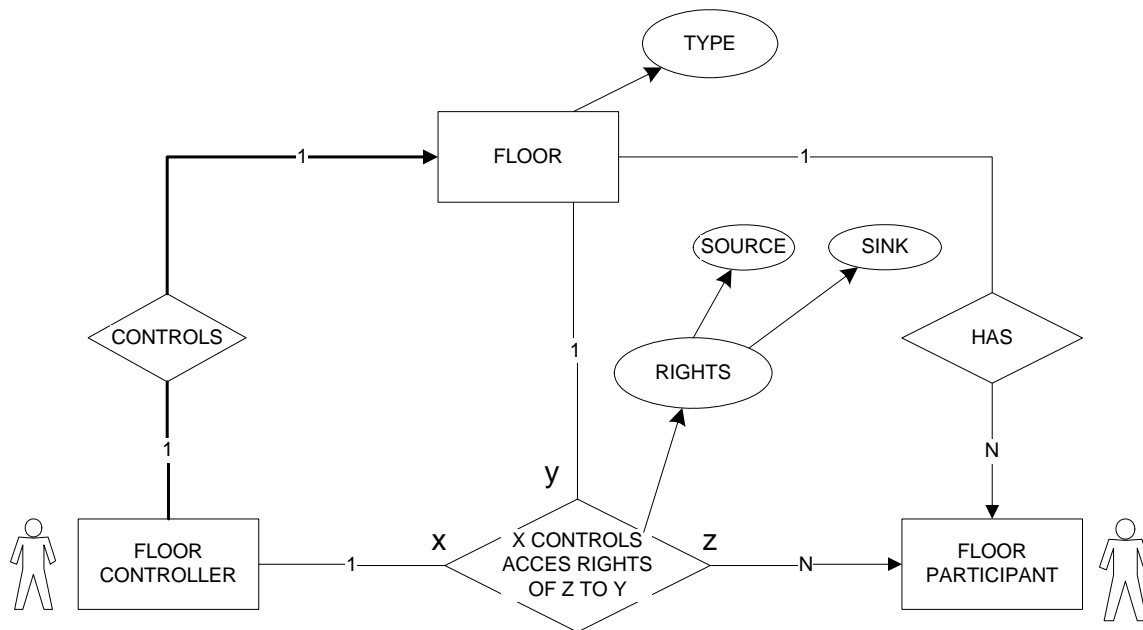 TYPE
FLOOR
1
1
SOURCE
SINK
CONTROLS
1
RIGHTS
HAS
1
N
y
x
X CONTROLS
ACCES RIGHTS
OF Z TO Y
z
FLOOR
CONTROLLER
1
N
FLOOR
PARTICIPANT